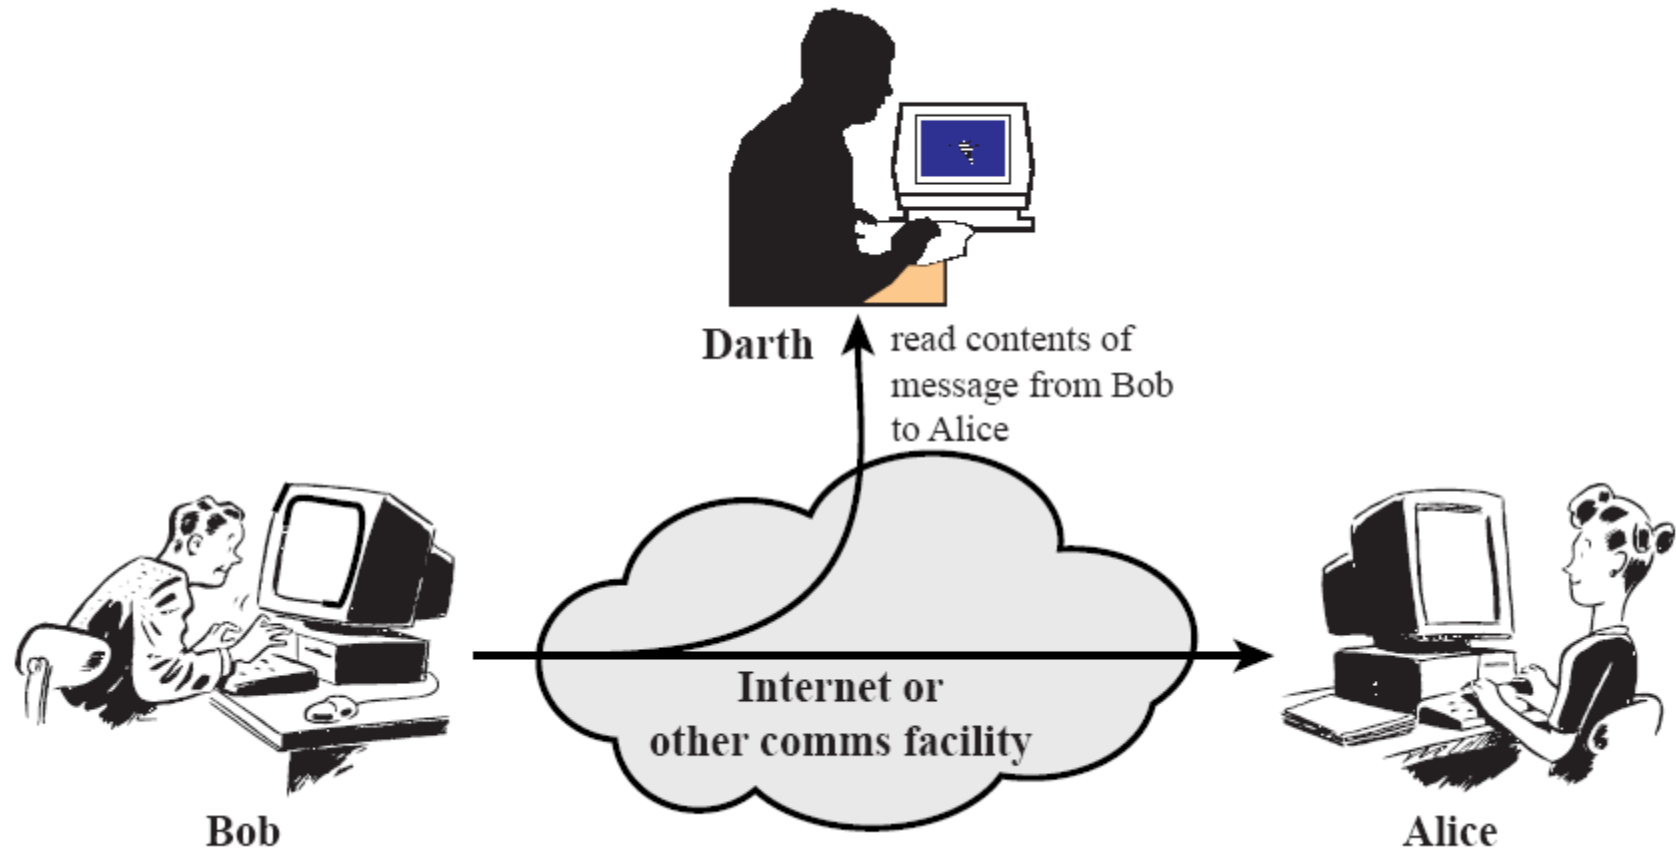 Darth
read contents of
message from Bob
to Alice
Internet or
other comms facility
Bob
Alice